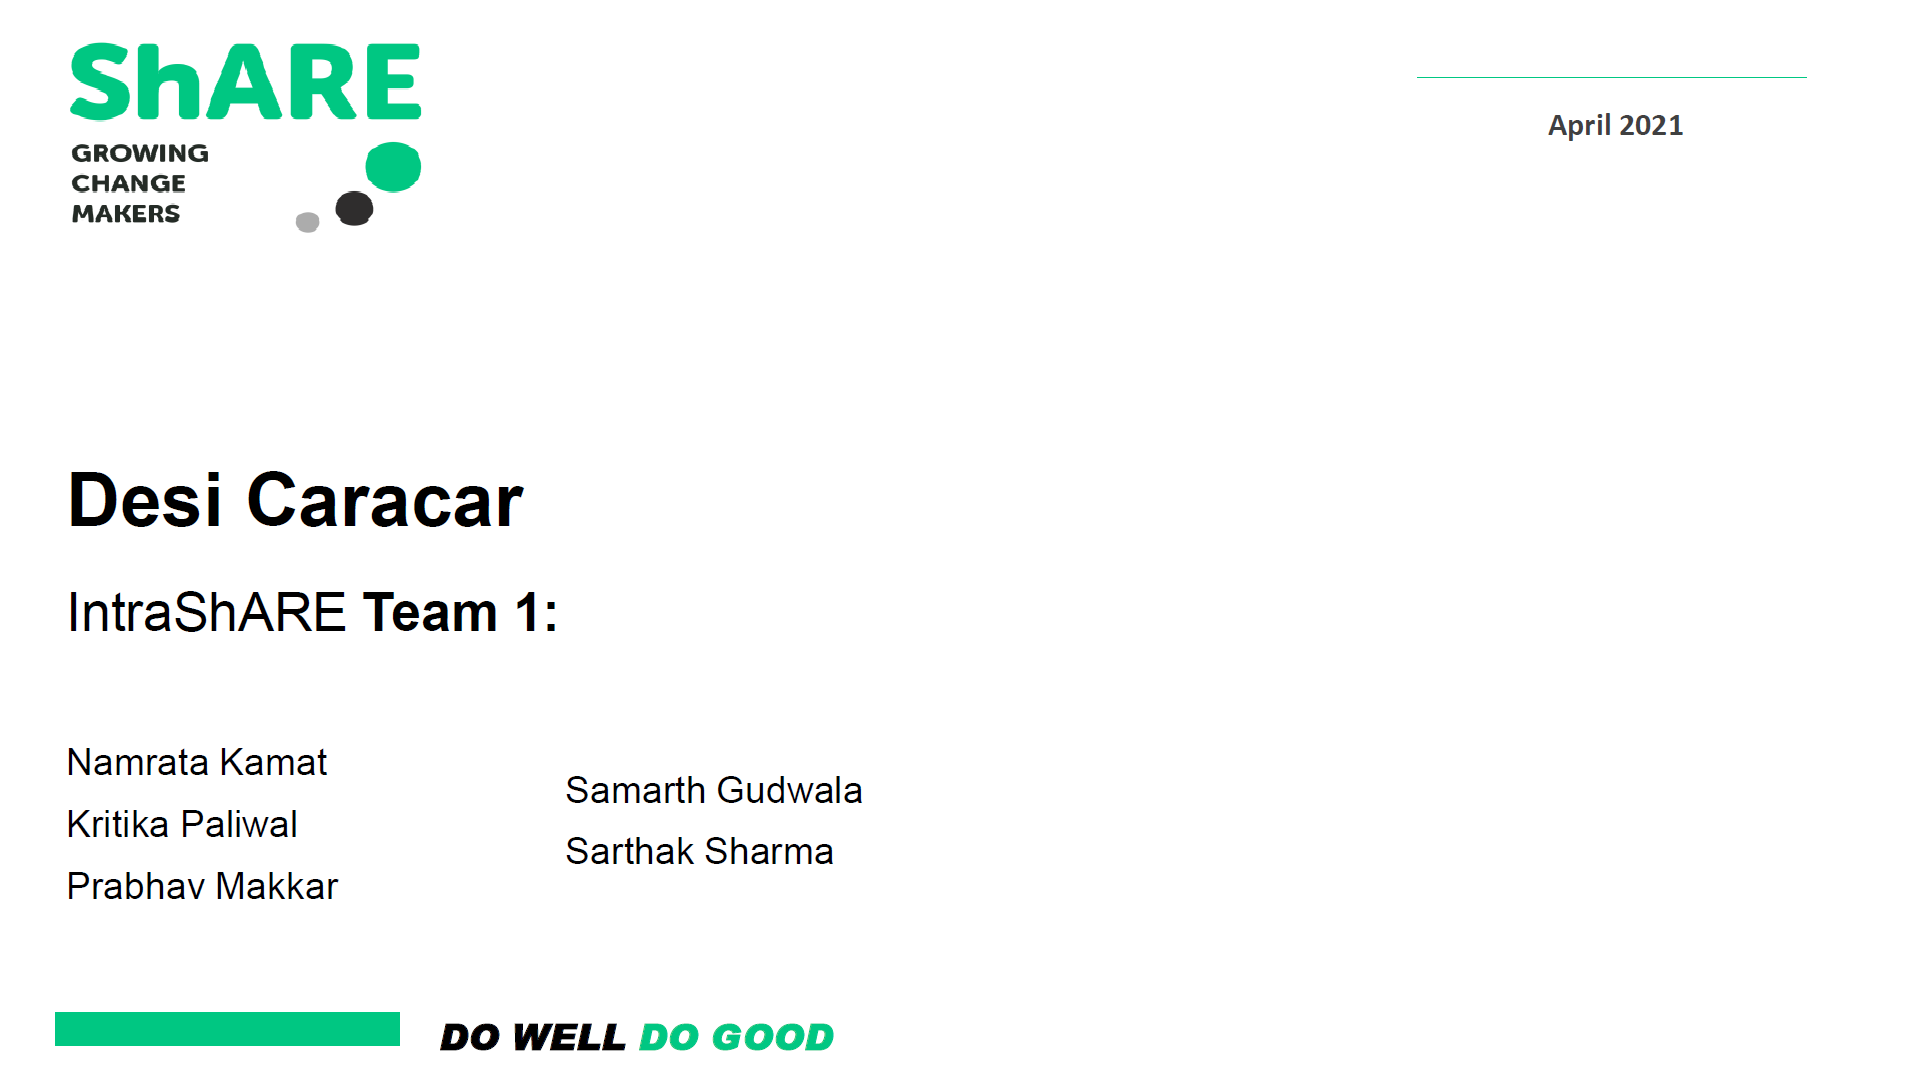 ShARE
GROWING
CHANGE
MAKERS
April 2021
Desi Caracar
IntraShARE Team 1:
Namrata Kamat
Kritika Paliwal
Prabhav Makkar
Samarth Gudwala
Sarthak Sharma
DO WELL DO GOOD